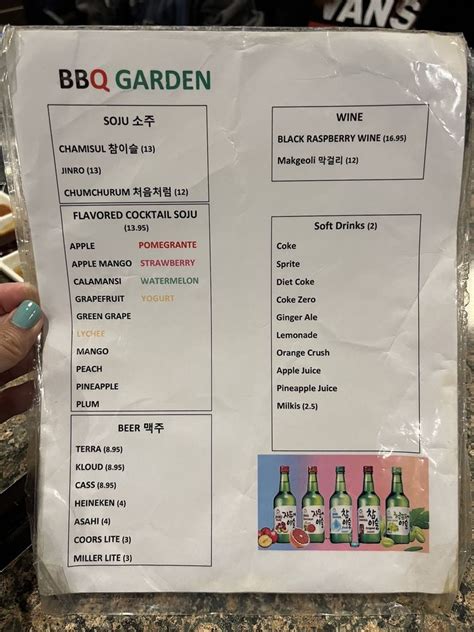 VANS
BBQ GARDEN
SOJU 소주
CHAMISUL 참이슬 (13)
JINRO (13)
CHUMCHURUM 처음처럼 (12)
FLAVORED COCKTAIL SOJU
(13.95)
APPLE POMEGRANTE
APPLE MANGO STRAWBERRY
CALAMANSI WATERMELON
GRAPEFRUIT YOGURT
GREEN GRAPE
LYCHEE
MANGO
PEACH
PINEAPPLE
PLUM
BEER 맥주
TERRA (8.95)
KLOUD (8.95)
CASS (8.95)
HEINEKEN (4)
ASAHI (4)
COORS LITE (3)
MILLER LITE (3)
WINE
BLACK RASPBERRY WINE (16.95)
Makgeoli 막걸리 (12)
Soft Drinks (2)
Coke
Sprite
Diet Coke
Coke Zero
Ginger Ale
Lemonade
Orange Crush
Apple Juice
Pineapple Juice
Milkis (2.5)